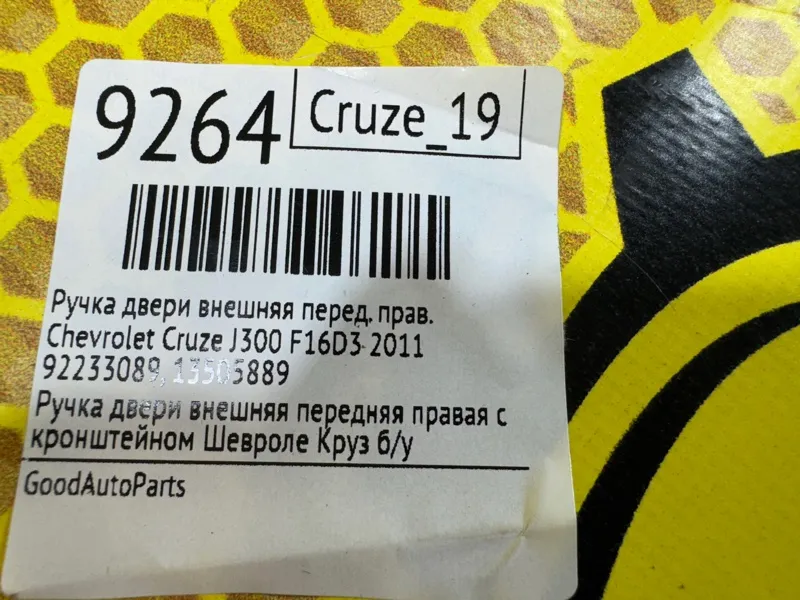 9264
Cruze_19
Ручка двери внешняя перед. прав.
Chevrolet Cruze J300 F16D3 2011
92233089, 13505889
Ручка двери внешняя передняя правая с
кронштейном Шевроле Круз б/у
GoodAutoParts